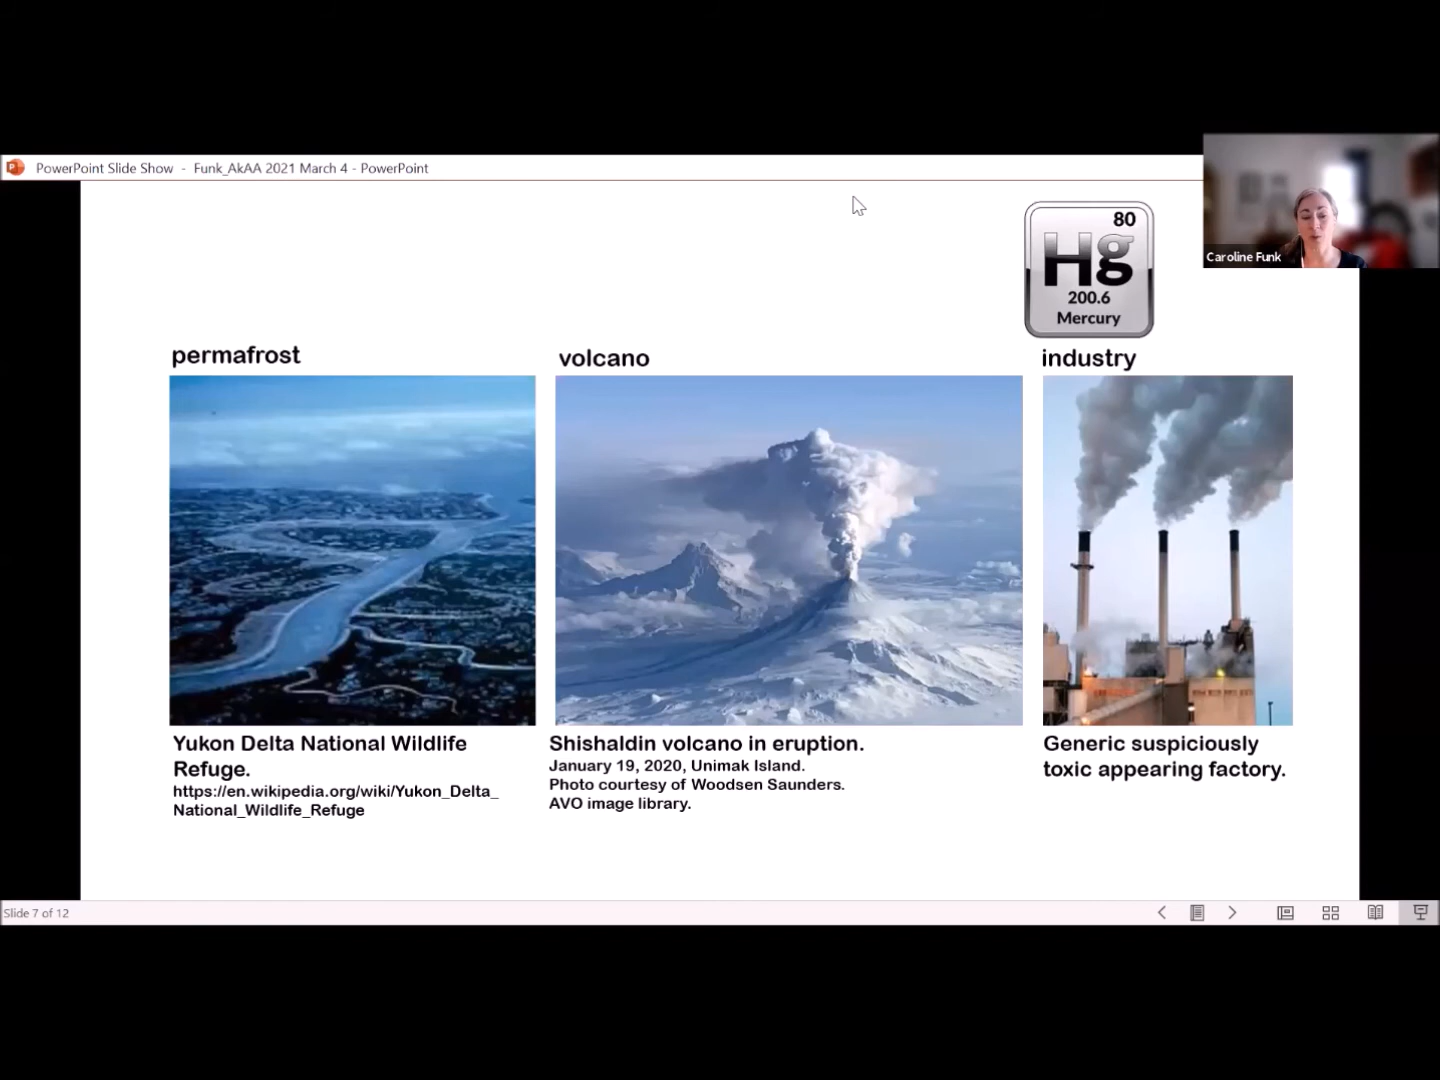 PowerPoint Slide Show - Funk_AkAA 2021 March 4 - PowerPoint
80
Hg
200.6
Mercury
Caroline Funk
permafrost
volcano
industry
Yukon Delta National Wildlife
Refuge.
https://en.wikipedia.org/wiki/Yukon_Delta_
National_Wildlife_Refuge
Shishaldin volcano in eruption.
January 19, 2020, Unimak Island.
Photo courtesy of Woodsen Saunders.
AVO image library.
Generic suspiciously
toxic appearing factory.
Slide 7 of 12